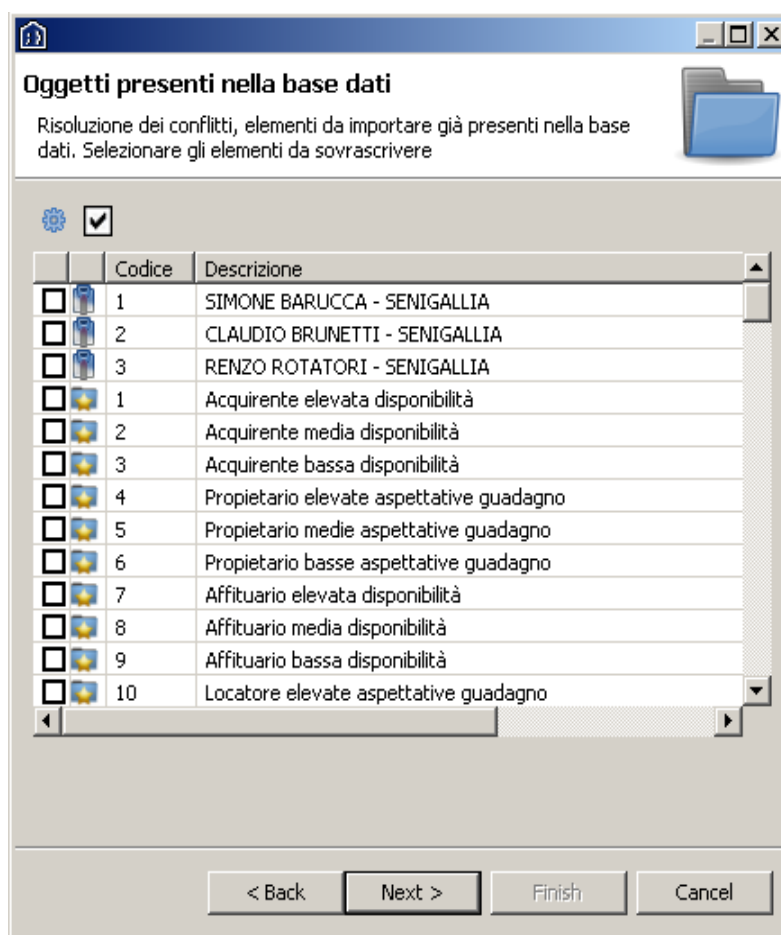 Oggetti presenti nella base dati
Risoluzione dei conflitti, elementi da importare già presenti nella base
dati. Selezionare gli elementi da sovrascrivere
Codice Descrizione
1 SIMONE BARUCCA - SENIGALLIA
2 CLAUDIO BRUNETTI - SENIGALLIA
3 RENZO ROTATORI - SENIGALLIA
1 Acquirente elevata disponibilità
2 Acquirente media disponibilità
3 Acquirente bassa disponibilità
4 Propietario elevate aspettative guadagno
5 Propietario medie aspettative guadagno
6 Propietario basse aspettative guadagno
7 Affituario elevata disponibilità
8 Affituario media disponibilità
9 Affituario bassa disponibilità
10 Locatore elevate aspettative guadagno
< Back Next > Finish Cancel